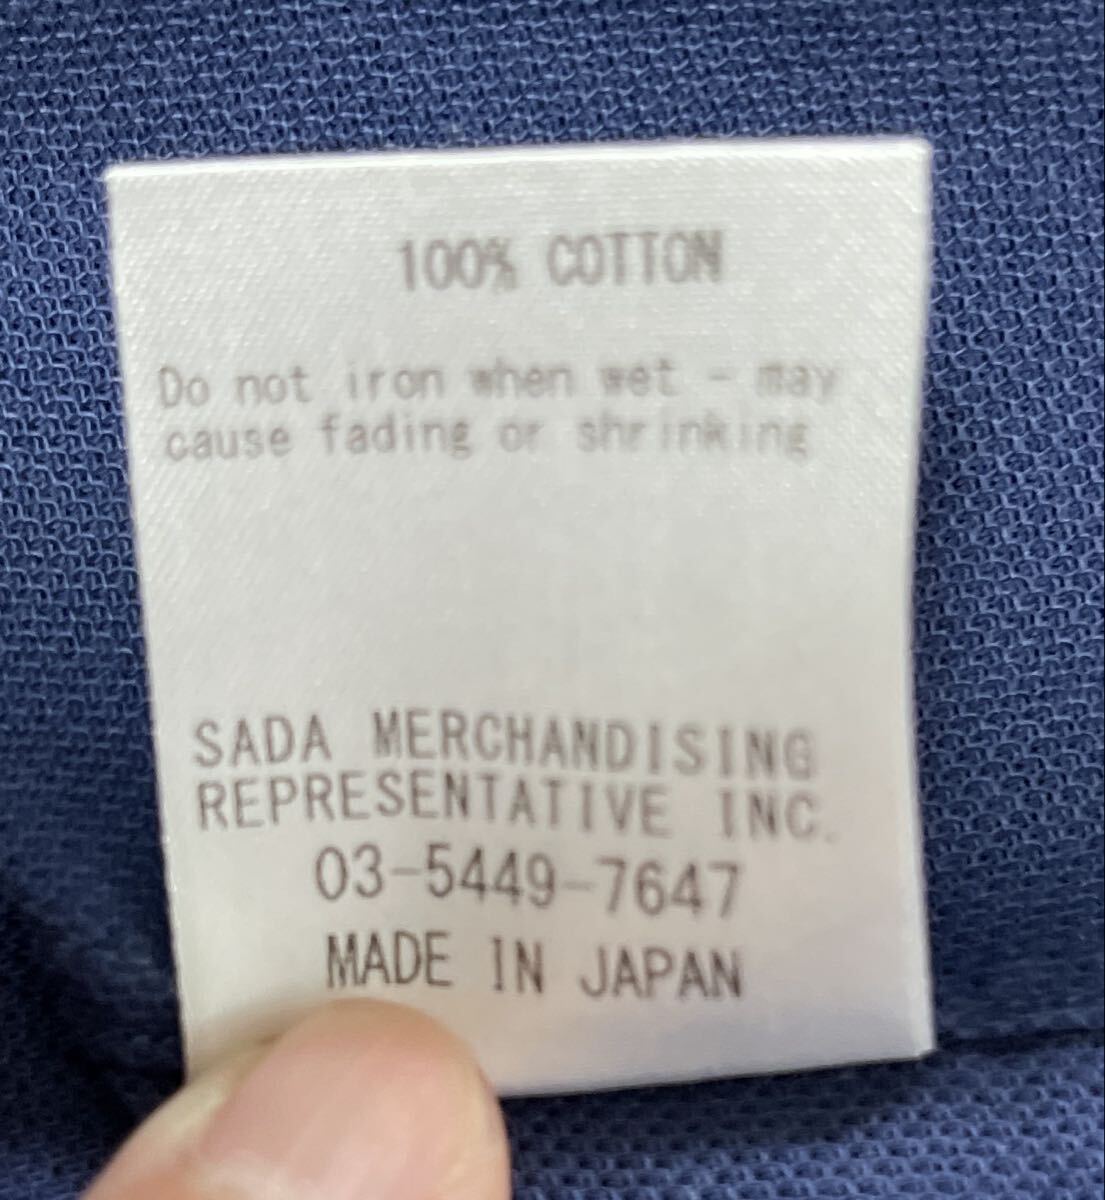 100% COTTON
Do not iron when wet - may
cause fading or shrinking
SADA MERCHANDISING
REPRESENTATIVE INC.
03-5449-7647
MADE IN JAPAN